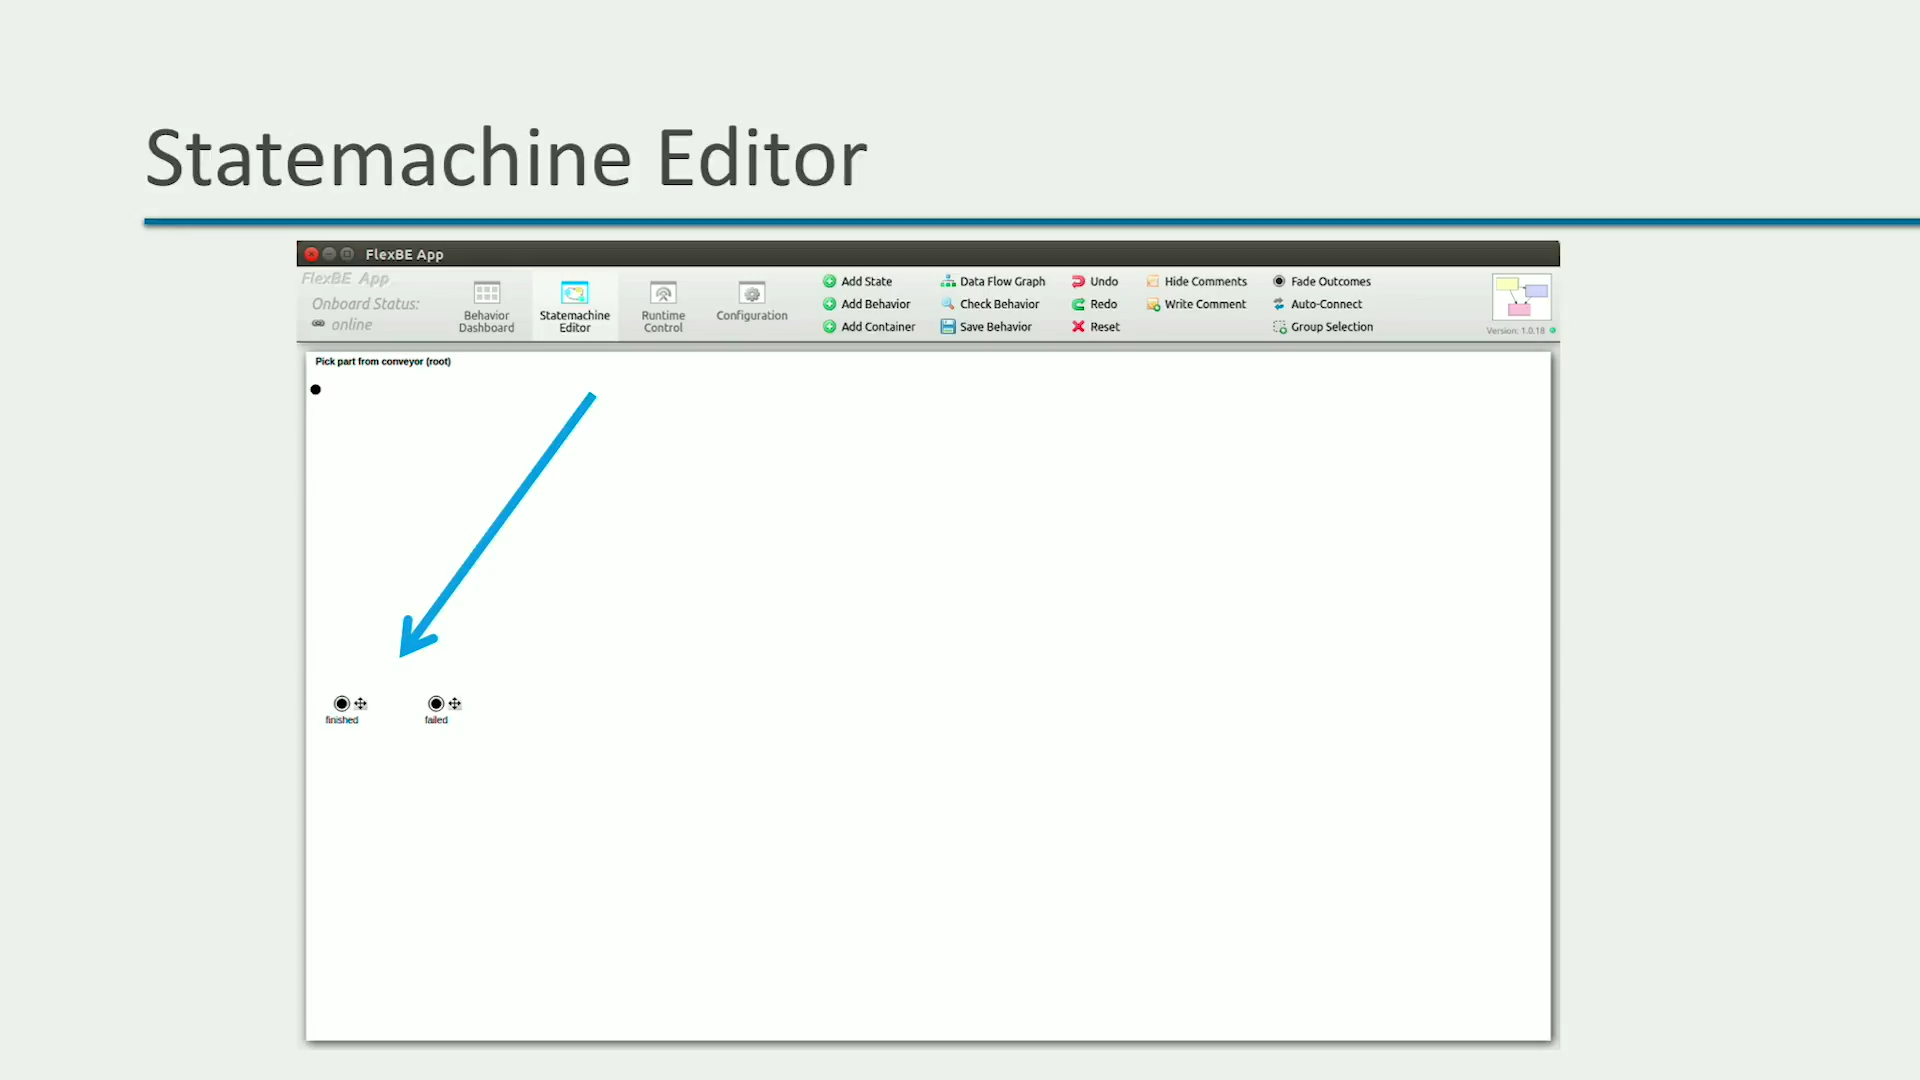 Statemachine Editor
FlexBE App
FlexBE App
Onboard Status:
online
Behavior
Dashboard
Statemachine
Editor
Runtime
Control
Configuration
Add State
Add Behavior
Add Container
Data Flow Graph
Check Behavior
Save Behavior
Undo
Redo
Reset
Hide Comments
Write Comment
Fade Outcomes
Auto-Connect
Group Selection
Version: 1.0.18
Pick part from conveyor (root)
finished
failed